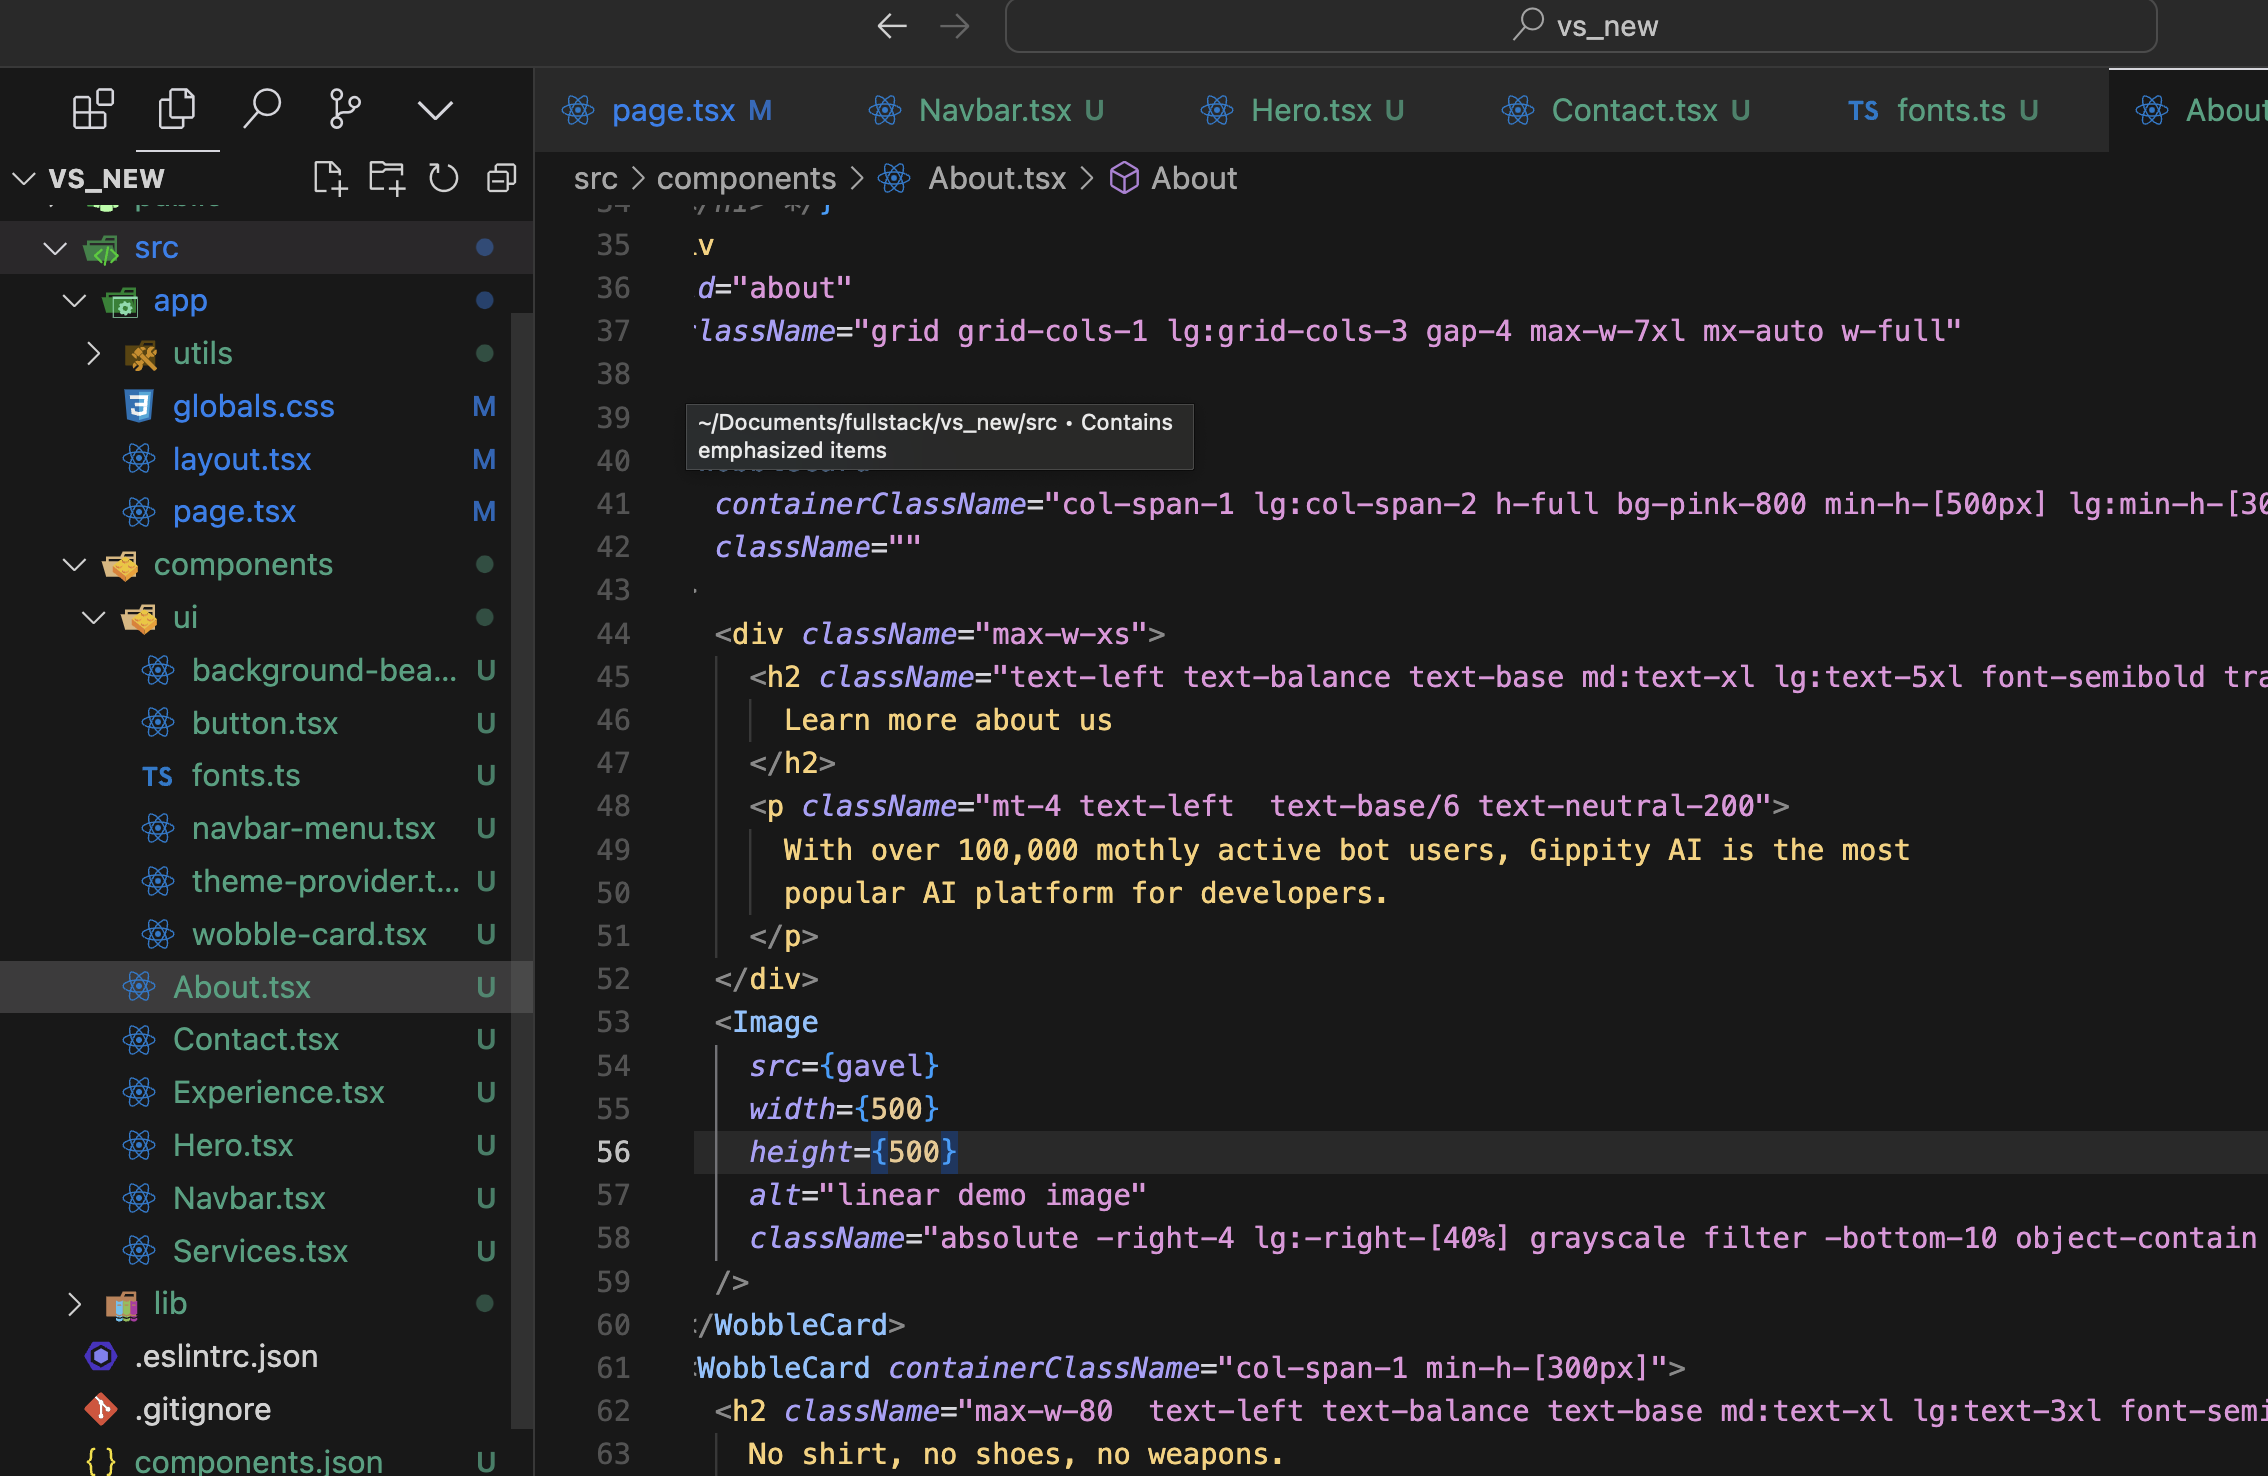 vs_new
page.tsx M
Navbar.tsx U
Hero.tsx U
Contact.tsx U
TS fonts.ts U
About
VS_NEW
src > components > About.tsx > About
src
app
utils
globals.css M
layout.tsx M
page.tsx M
components
ui
background-bea... U
button.tsx U
TS fonts.ts U
navbar-menu.tsx U
theme-provider.t... U
wobble-card.tsx U
About.tsx U
Contact.tsx U
Experience.tsx U
Hero.tsx U
Navbar.tsx U
Services.tsx U
lib
.eslintrc.json
.gitignore
{} components.json U
35 iv
36 d="about"
37 lassName="grid grid-cols-1 lg:grid-cols-3 gap-4 max-w-7xl mx-auto w-full"
38
39
~/Documents/fullstack/vs_new/src • Contains
emphasized items
40
41 containerClassName="col-span-1 lg:col-span-2 h-full bg-pink-800 min-h-[500px] lg:min-h-[30
42 className=""
43
44 <div className="max-w-xs">
45 <h2 className="text-left text-balance text-base md:text-xl lg:text-5xl font-semibold tra
46 Learn more about us
47 </h2>
48 <p className="mt-4 text-left  text-base/6 text-neutral-200">
49 With over 100,000 mothly active bot users, Gippity AI is the most
50 popular AI platform for developers.
51 </p>
52 </div>
53 <Image
54 src={gavel}
55 width={500}
56 height={500}
57 alt="linear demo image"
58 className="absolute -right-4 lg:-right-[40%] grayscale filter -bottom-10 object-contain
59 />
60 /WobbleCard>
61 WobbleCard containerClassName="col-span-1 min-h-[300px]">
62 <h2 className="max-w-80  text-left text-balance text-base md:text-xl lg:text-3xl font-semi
63 No shirt, no shoes, no weapons.